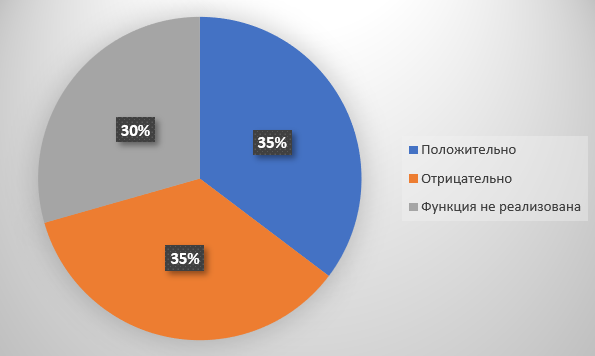 30%
35%
35%
Положительно
Отрицательно
Функция не реализована